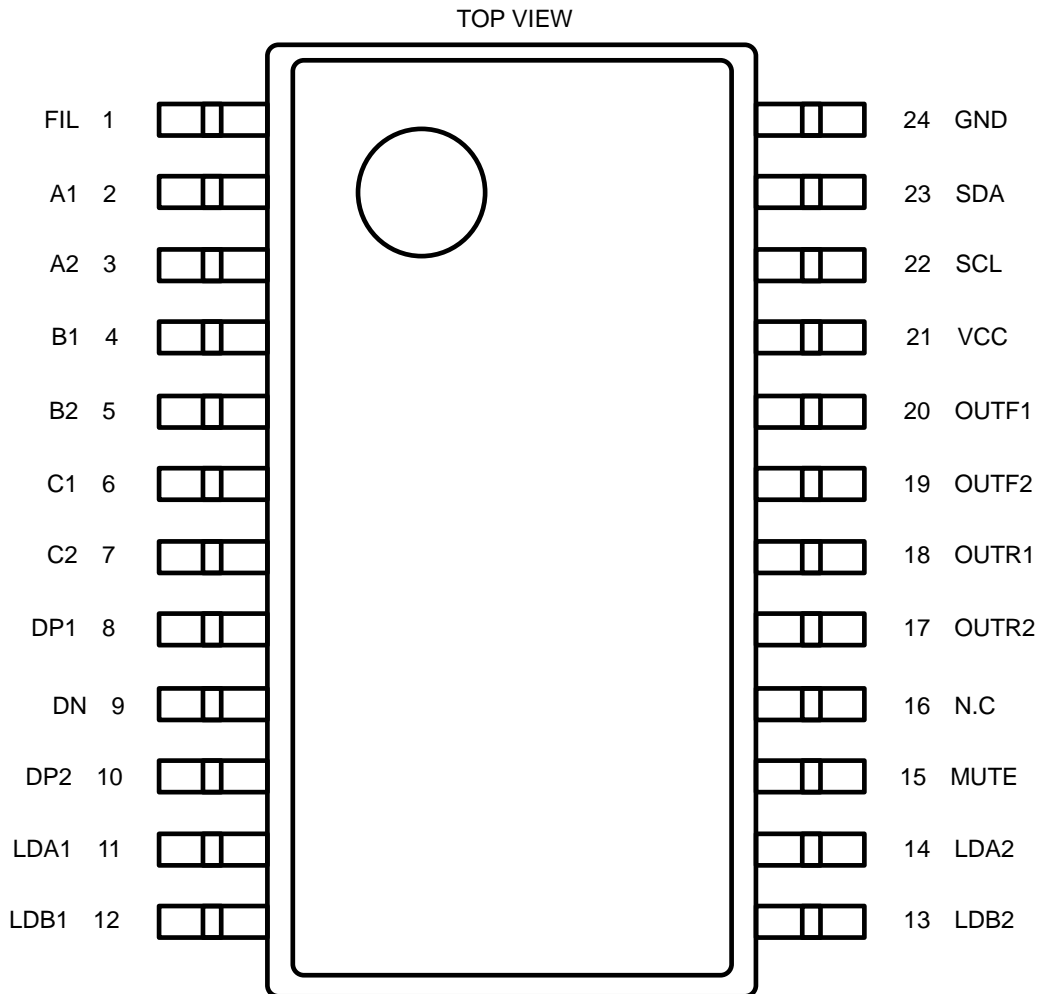 TOP VIEW
FIL 1
24 GND
A1 2
23 SDA
A2 3
22 SCL
B1 4
21 VCC
B2 5
20 OUTF1
C1 6
19 OUTF2
C2 7
18 OUTR1
DP1 8
17 OUTR2
DN 9
16 N.C
DP2 10
15 MUTE
LDA1 11
14 LDA2
LDB1 12
13 LDB2